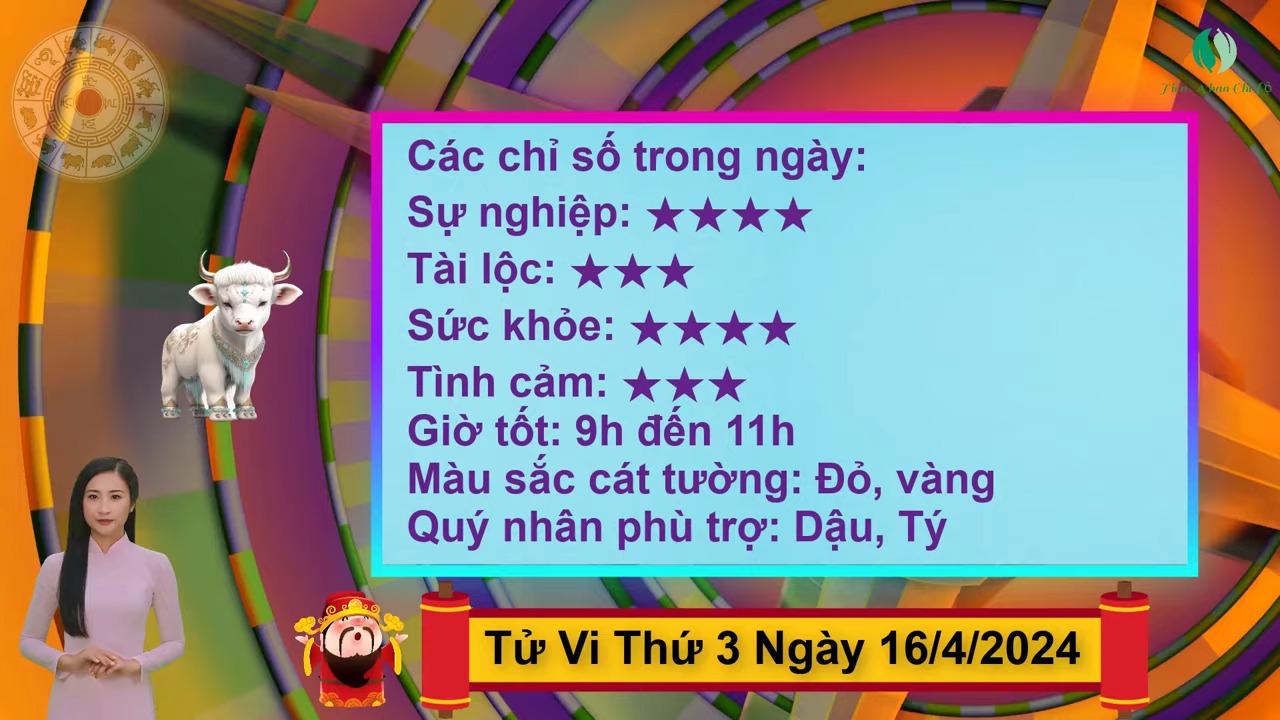 Các chỉ số trong ngày:
Sự nghiệp: ★★★★
Tài lộc: ★★★
Sức khỏe: ★★★★
Tình cảm: ★★★
Giờ tốt: 9h đến 11h
Màu sắc cát tường: Đỏ, vàng
Quý nhân phù trợ: Dậu, Tý
Tử Vi Thứ 3 Ngày 16/4/2024